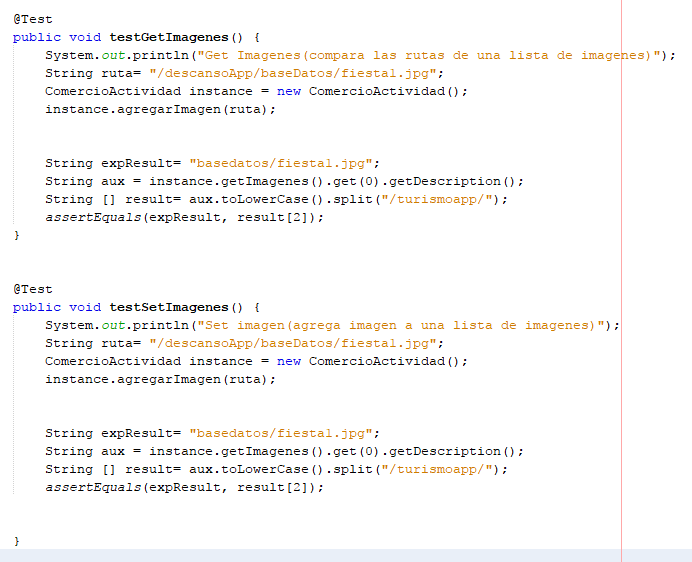 @Test
public void testGetImagenes() {
System.out.println("Get Imagenes(compara las rutas de una lista de imagenes)");
String ruta= "/descansoApp/baseDatos/fiesta1.jpg";
ComercioActividad instance = new ComercioActividad();
instance.agregarImagen(ruta);
String expResult= "basedatos/fiesta1.jpg";
String aux = instance.getImagenes().get(0).getDescription();
String [] result= aux.toLowerCase().split("/turismoapp/");
assertEquals(expResult, result[2]);
}
@Test
public void testSetImagenes() {
System.out.println("Set imagen(agrega imagen a una lista de imagenes)");
String ruta= "/descansoApp/baseDatos/fiesta1.jpg";
ComercioActividad instance = new ComercioActividad();
instance.agregarImagen(ruta);
String expResult= "basedatos/fiesta1.jpg";
String aux = instance.getImagenes().get(0).getDescription();
String [] result= aux.toLowerCase().split("/turismoapp/");
assertEquals(expResult, result[2]);
}